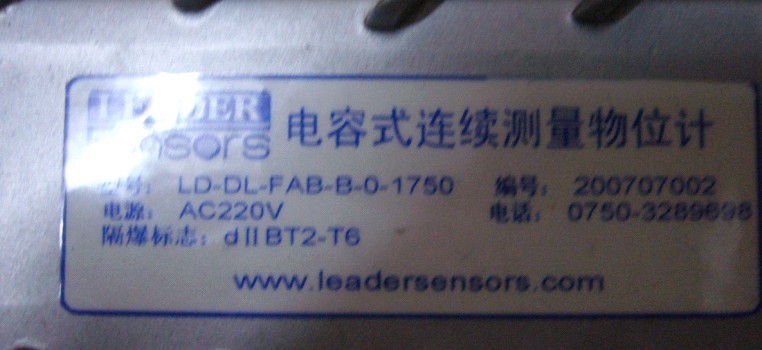 LEADER
sensors
电容式连续测量物位计
型号: LD-DL-FAB-B-0-1750 编号: 200707002
电源: AC220V 电话: 0750-3289698
隔爆标志: dⅡBT2-T6
www.leadersensors.com